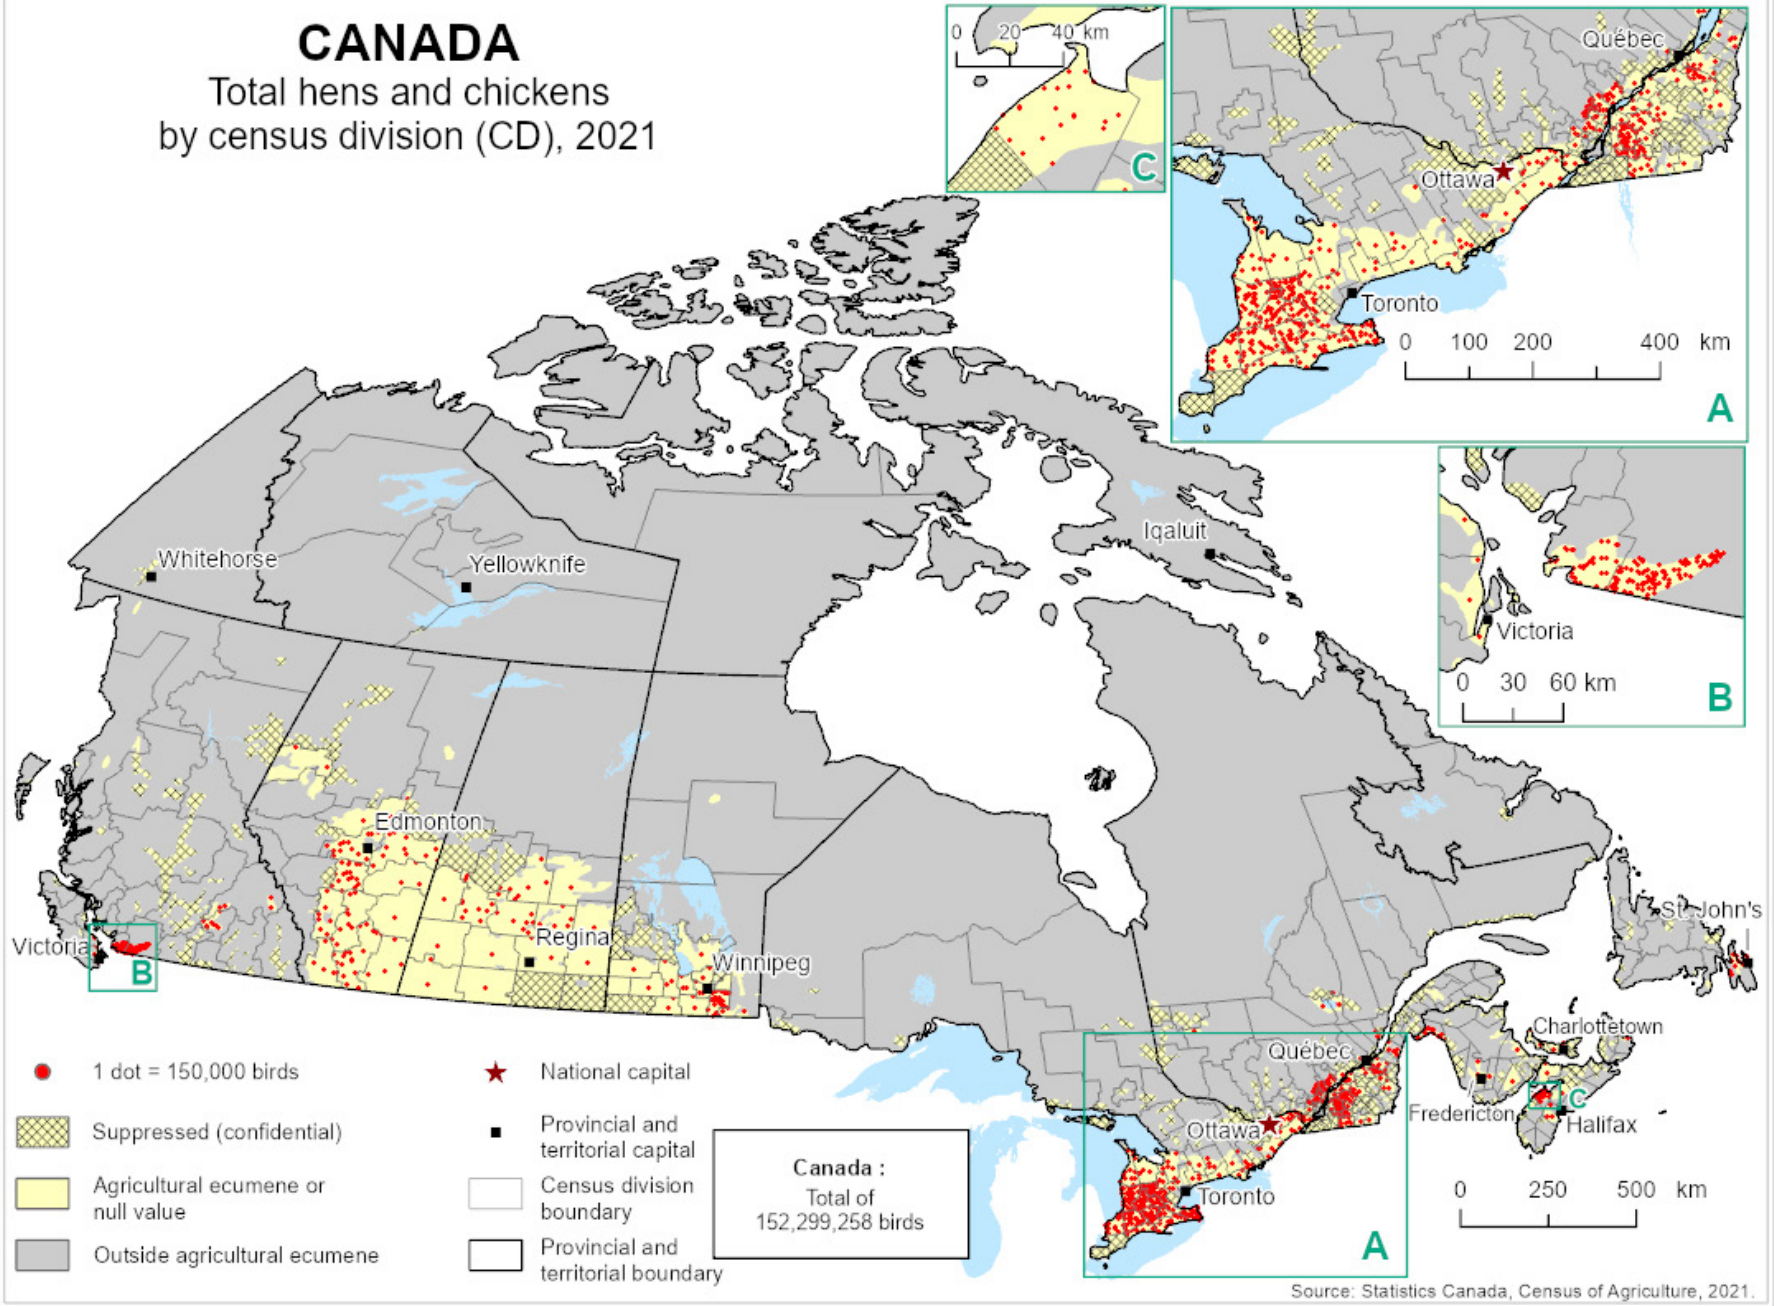 CANADA
Total hens and chickens
by census division (CD), 2021
0 20 40 km
C
Québec
Ottawa
Toronto
0 100 200 400 km
A
Victoria
0 30 60 km
B
Whitehorse
Yellowknife
Iqaluit
Edmonton
Regina
Winnipeg
Victoria
B
St. John's
Charlottetown
Québec
Fredericton
C
Halifax
Ottawa
Toronto
A
0 250 500 km
1 dot = 150,000 birds
Suppressed (confidential)
Agricultural ecumene or
null value
Outside agricultural ecumene
National capital
Provincial and
territorial capital
Census division
boundary
Provincial and
territorial boundary
Canada :
Total of
152,299,258 birds
Source: Statistics Canada, Census of Agriculture, 2021.